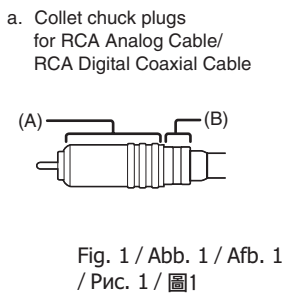 a. Collet chuck plugs
for RCA Analog Cable/
RCA Digital Coaxial Cable
(A) (B)
Fig. 1 / Abb. 1 / Afb. 1
/ Рис. 1 / 圖1